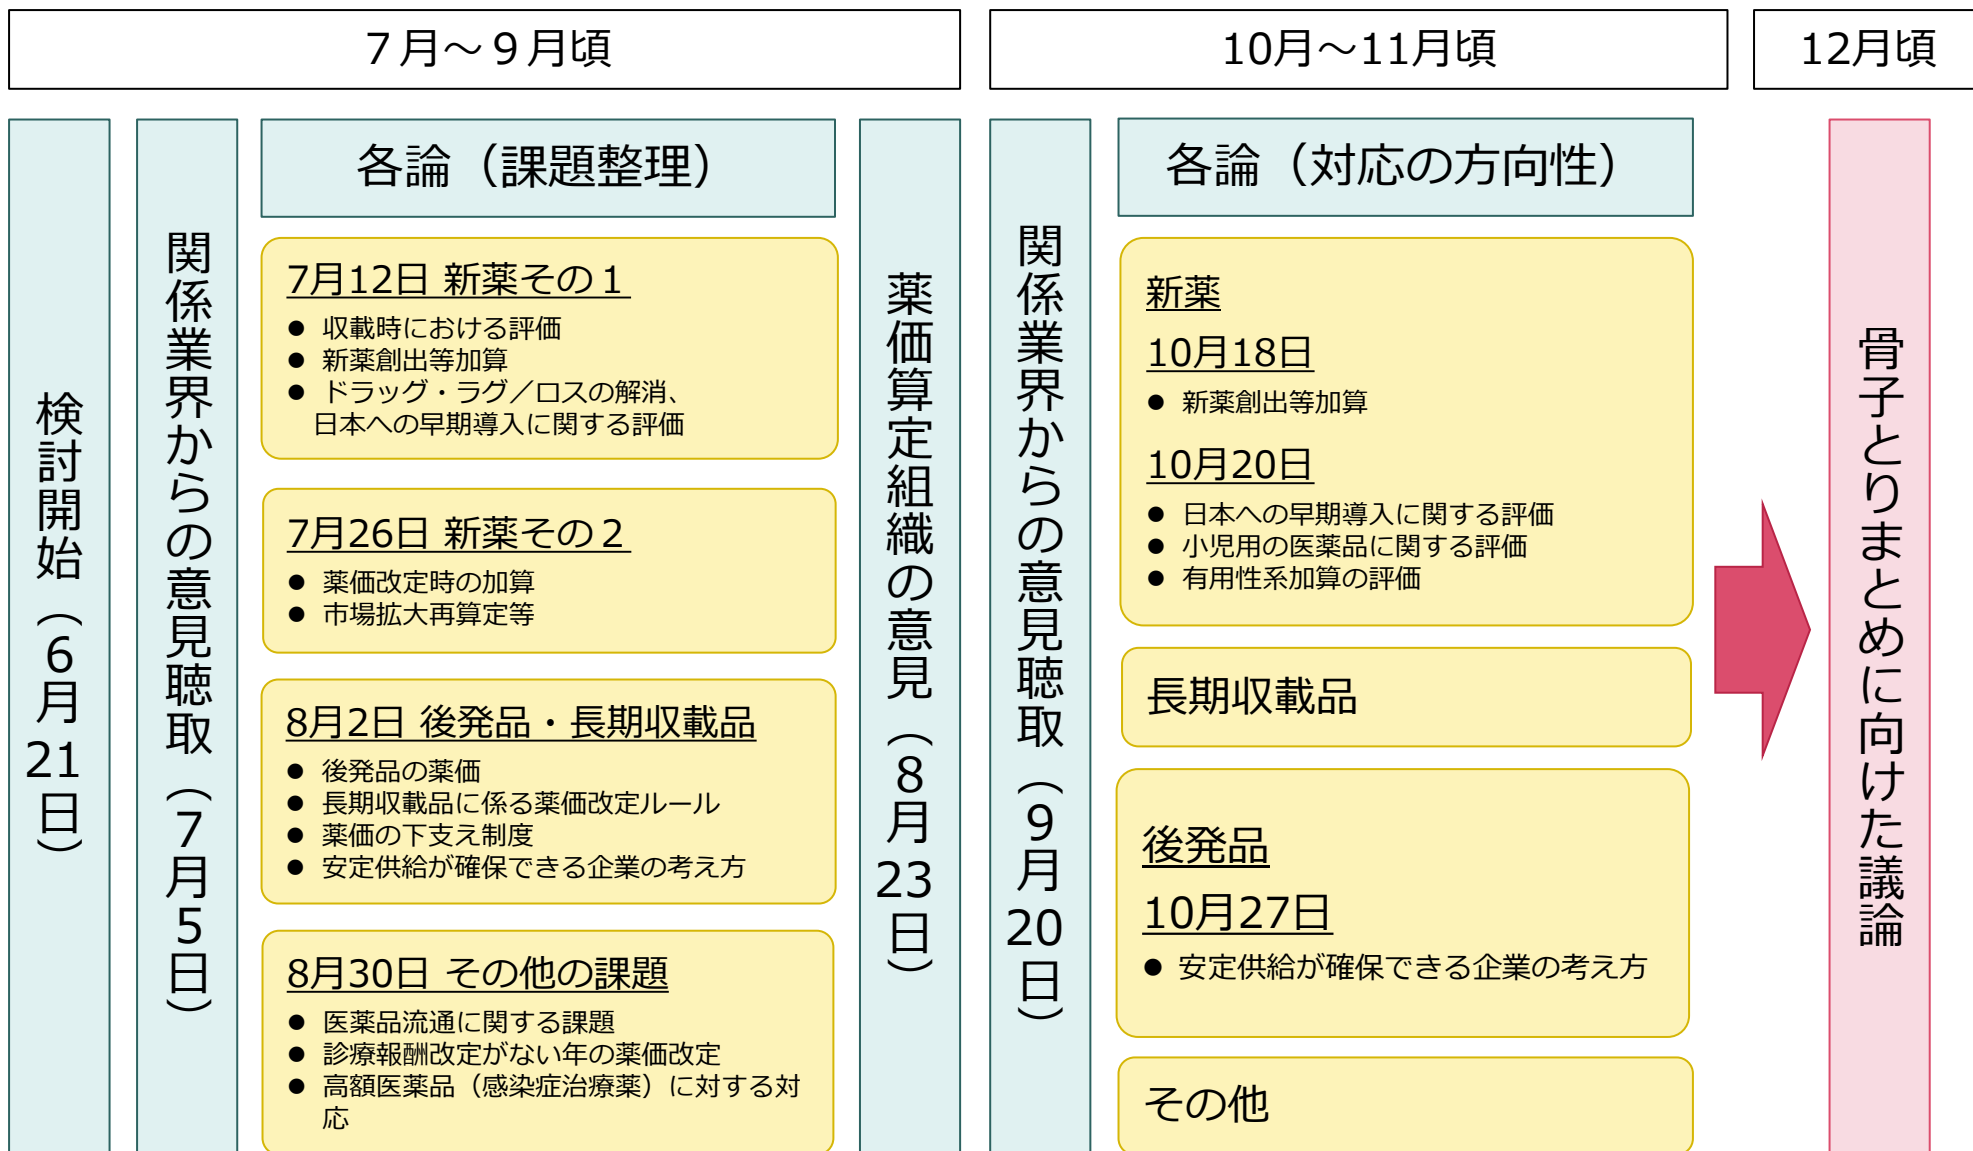 ７月～９月頃
10月～11月頃
12月頃
検討開始（６月21日）
関係業界からの意見聴取（７月５日）
各論（課題整理）
7月12日 新薬その１
● 収載時における評価
● 新薬創出等加算
● ドラッグ・ラグ／ロスの解消、
日本への早期導入に関する評価
7月26日 新薬その２
● 薬価改定時の加算
● 市場拡大再算定等
8月2日 後発品・長期収載品
● 後発品の薬価
● 長期収載品に係る薬価改定ルール
● 薬価の下支え制度
● 安定供給が確保できる企業の考え方
8月30日 その他の課題
● 医薬品流通に関する課題
● 診療報酬改定がない年の薬価改定
● 高額医薬品（感染症治療薬）に対する対
応
薬価算定組織の意見（８月23日）
関係業界からの意見聴取（９月20日）
各論（対応の方向性）
新薬
10月18日
● 新薬創出等加算
10月20日
● 日本への早期導入に関する評価
● 小児用の医薬品に関する評価
● 有用性系加算の評価
長期収載品
後発品
10月27日
● 安定供給が確保できる企業の考え方
その他
骨子とりまとめに向けた議論